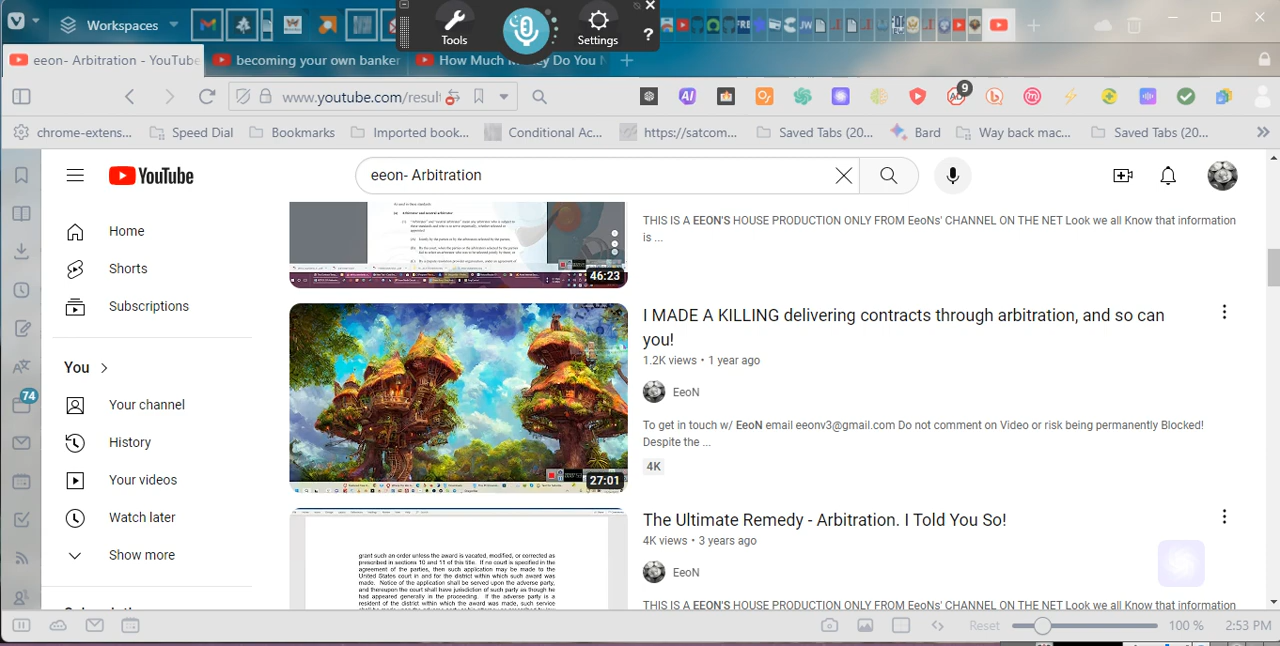 Workspaces
Tools
Settings
?
eeon- Arbitration - YouTube
becoming your own banker
How Much Money Do You N
www.youtube.com/result
9
chrome-extens...
Speed Dial
Bookmarks
Imported book...
Conditional Ac...
https://satcom...
Saved Tabs (20...
Bard
Way back mac...
Saved Tabs (20...
YouTube
eeon- Arbitration
Home
Shorts
Subscriptions
You
Your channel
History
Your videos
Watch later
Show more
74
46:23
THIS IS A EEON'S HOUSE PRODUCTION ONLY FROM EeoNs' CHANNEL ON THE NET Look we all Know that information
is ...
27:01
I MADE A KILLING delivering contracts through arbitration, and so can
you!
1.2K views • 1 year ago
EeoN
To get in touch w/ EeoN email eeonv3@gmail.com Do not comment on Video or risk being permanently Blocked!
Despite the ...
4K
grant such an order unless the award is vacated, modified, or corrected as
prescribed in sections 10 and 11 of this title. If no court is specified in the
agreement of the parties, then such application may be made to the
United States court in and for the district within which such award was
made. Notice of the application shall be served upon the adverse party,
and thereupon the court shall have jurisdiction of such party as though he
had appeared generally in the proceeding. If the adverse party is a
resident of the district within which the award was made, such service
The Ultimate Remedy - Arbitration. I Told You So!
4K views • 3 years ago
EeoN
THIS IS A EEON'S HOUSE PRODUCTION ONLY FROM EeoNs' CHANNEL ON THE NET Look we all Know that information
Reset
100 %
2:53 PM